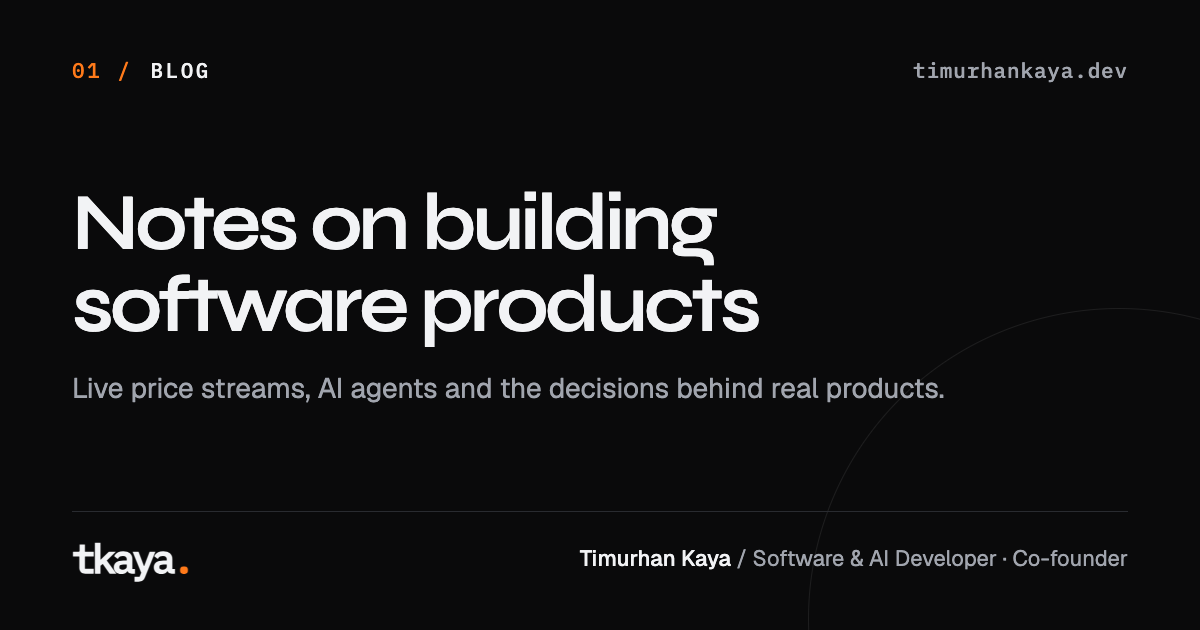 01 / BLOG
timurhankaya.dev
Notes on building
software products
Live price streams, AI agents and the decisions behind real products.
tkaya.
Timurhan Kaya / Software & AI Developer · Co-founder